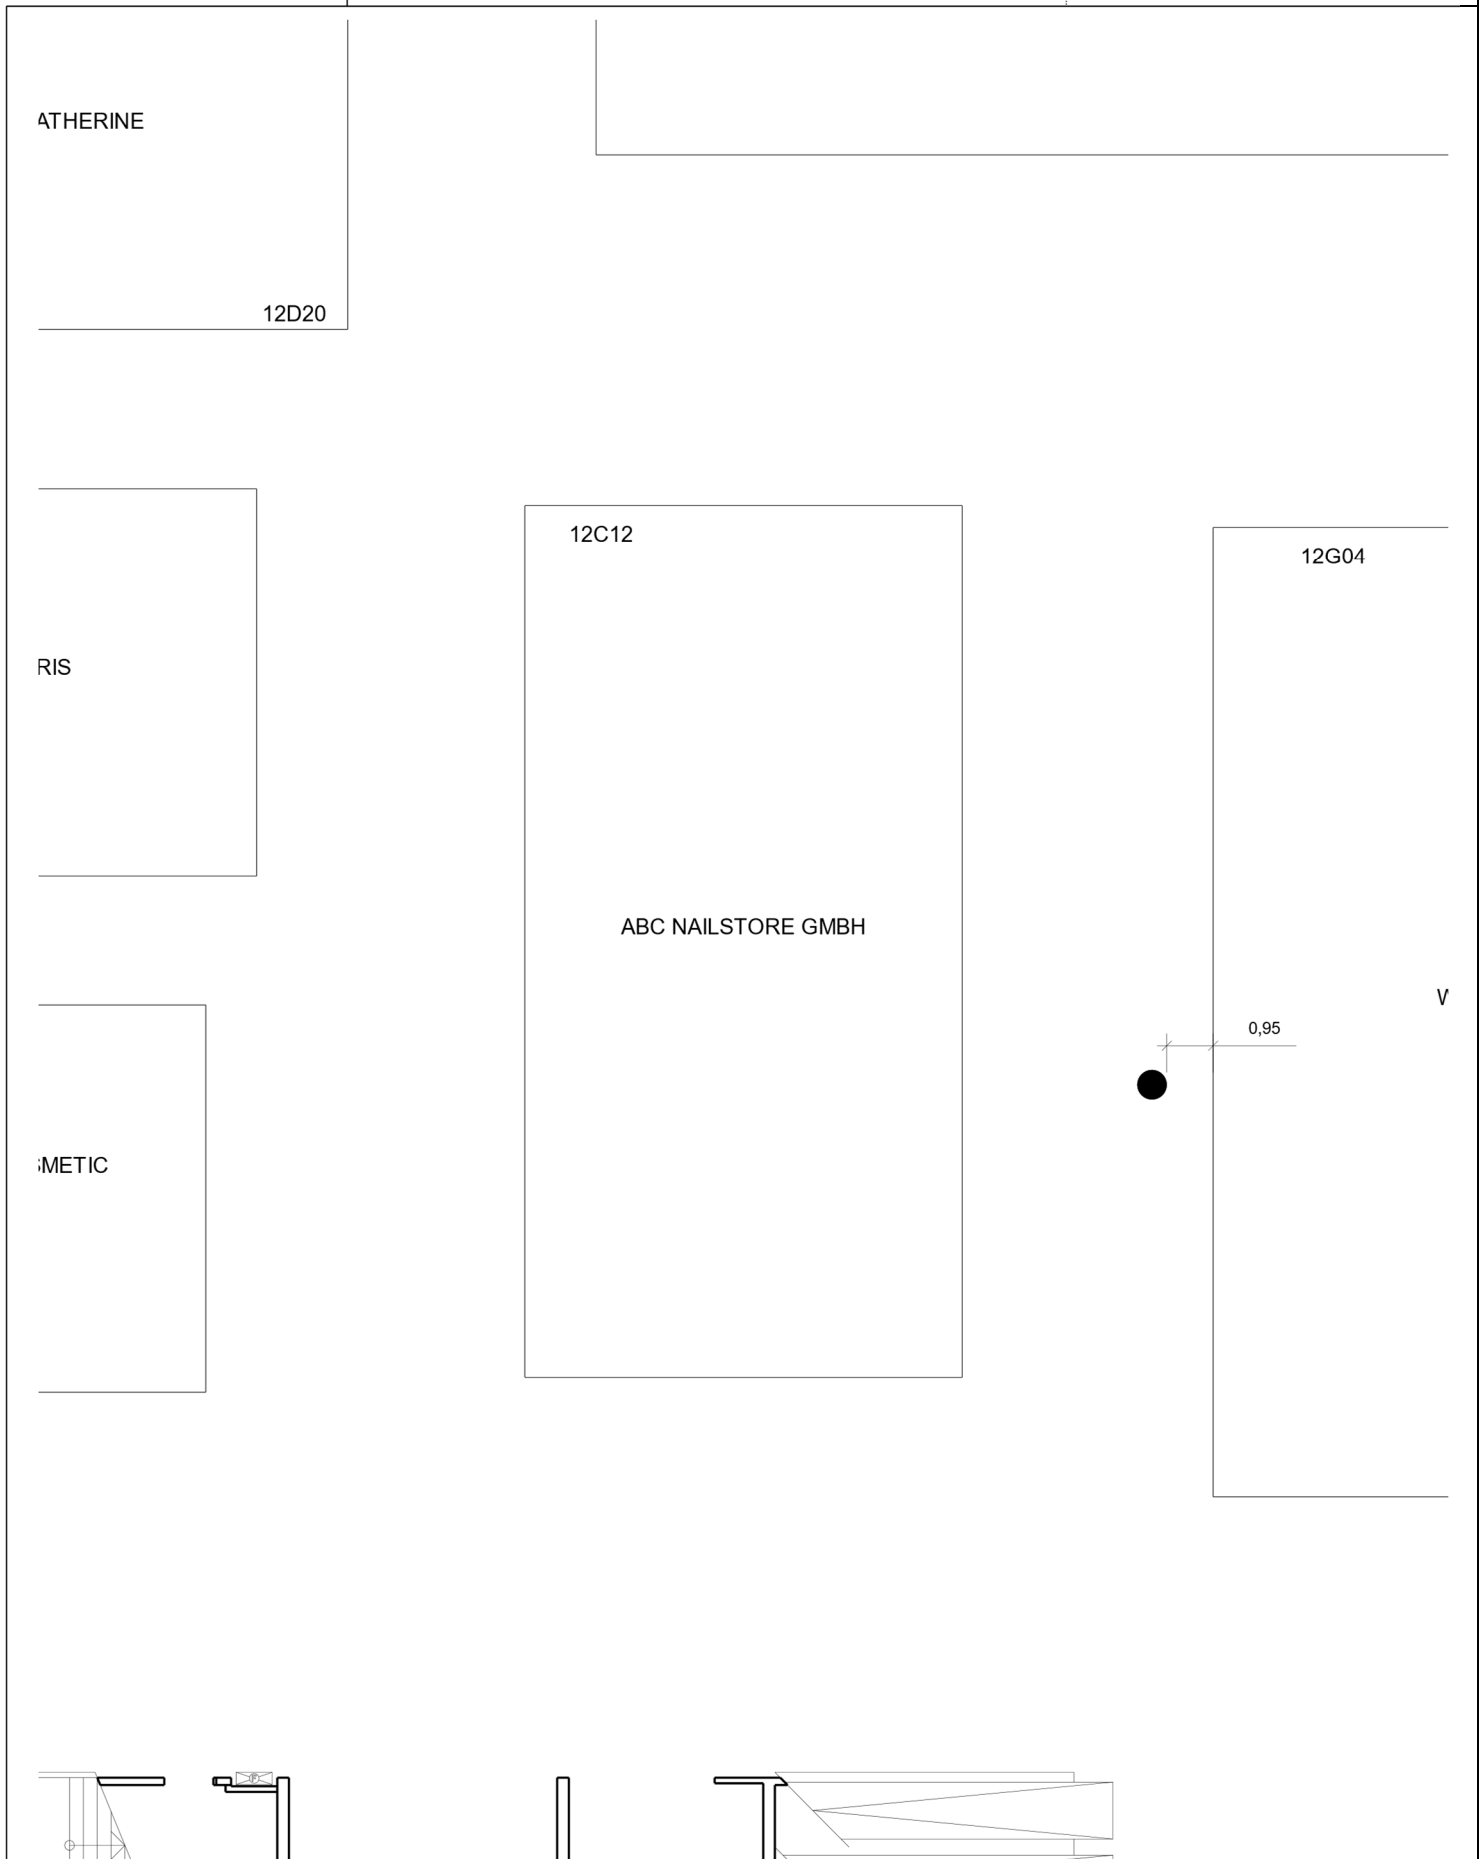 ATHERINE
12D20
12C12
12G04
RIS
ABC NAILSTORE GMBH
W
0,95
SMETIC